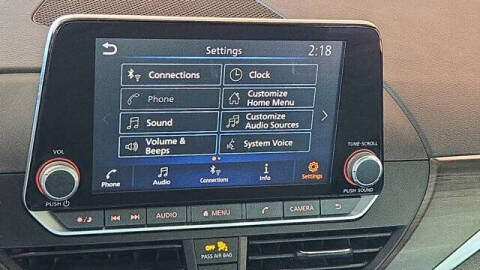 Settings
2:18
Connections
Clock
Phone
Customize
Home Menu
Sound
Customize
Audio Sources
Volume &
Beeps
System Voice
VOL
PUSH
TUNE·SCROLL
PUSH SOUND
Phone
Audio
Connections
Info
Settings
AUDIO
MENU
CAMERA
OFF
PASS AIR BAG